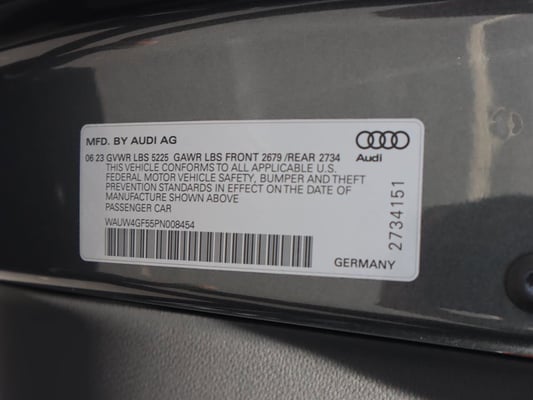 MFD. BY AUDI AG
Audi
06 23 GVWR LBS 5225 GAWR LBS FRONT 2679 /REAR 2734
THIS VEHICLE CONFORMS TO ALL APPLICABLE U.S.
FEDERAL MOTOR VEHICLE SAFETY, BUMPER AND THEFT
PREVENTION STANDARDS IN EFFECT ON THE DATE OF
MANUFACTURE SHOWN ABOVE
PASSENGER CAR
WAUW4GF55PN008454
2734151
GERMANY